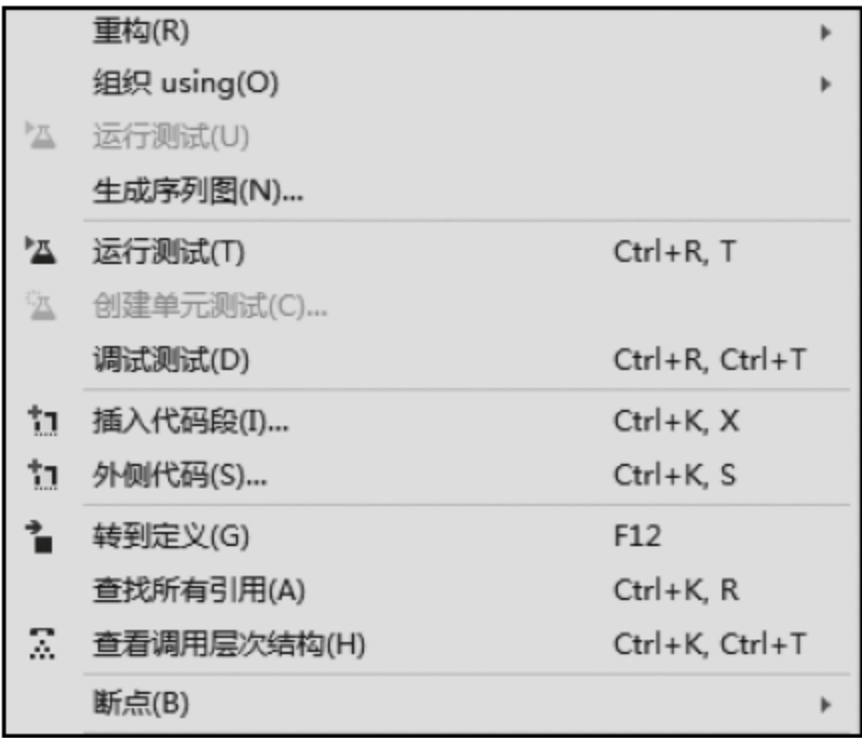 重构(R)
组织 using(O)
运行测试(U)
生成序列图(N)...
运行测试(T) Ctrl+R, T
创建单元测试(C)...
调试测试(D) Ctrl+R, Ctrl+T
插入代码段(I)... Ctrl+K, X
外侧代码(S)... Ctrl+K, S
转到定义(G) F12
查找所有引用(A) Ctrl+K, R
查看调用层次结构(H) Ctrl+K, Ctrl+T
断点(B)